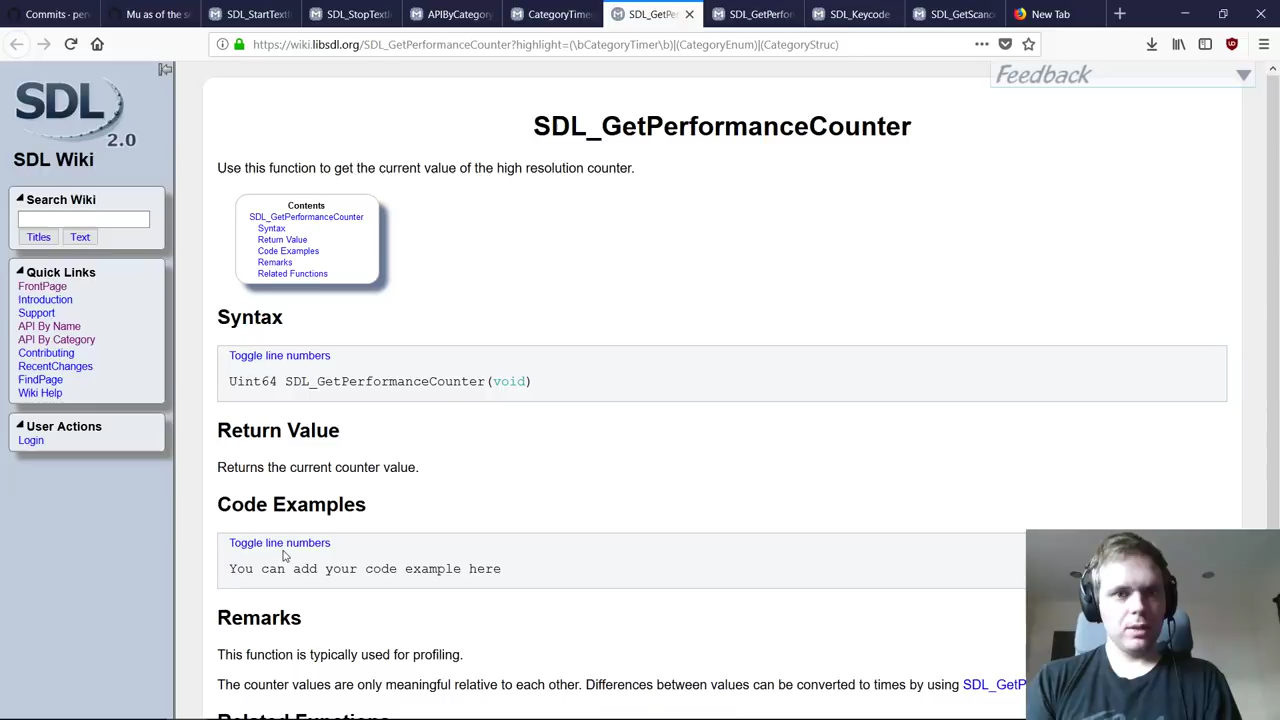 Commits - per
Mu as of the s
SDL_StartTextI
SDL_StopTextI
APIByCategory
CategoryTime
SDL_GetPer
SDL_GetPerfor
SDL_Keycode
SDL_GetScanc
New Tab
https://wiki.libsdl.org/SDL_GetPerformanceCounter?highlight=(\bCategoryTimer\b)|(CategoryEnum)|(CategoryStruc)
Feedback
SDL
2.0
SDL Wiki
Search Wiki
Titles
Text
Quick Links
FrontPage
Introduction
Support
API By Name
API By Category
Contributing
RecentChanges
FindPage
Wiki Help
User Actions
Login
SDL_GetPerformanceCounter
Use this function to get the current value of the high resolution counter.
Contents
SDL_GetPerformanceCounter
Syntax
Return Value
Code Examples
Remarks
Related Functions
Syntax
Toggle line numbers
Uint64 SDL_GetPerformanceCounter(void)
Return Value
Returns the current counter value.
Code Examples
Toggle line numbers
You can add your code example here
Remarks
This function is typically used for profiling.
The counter values are only meaningful relative to each other. Differences between values can be converted to times by using SDL_GetP
Related Functions